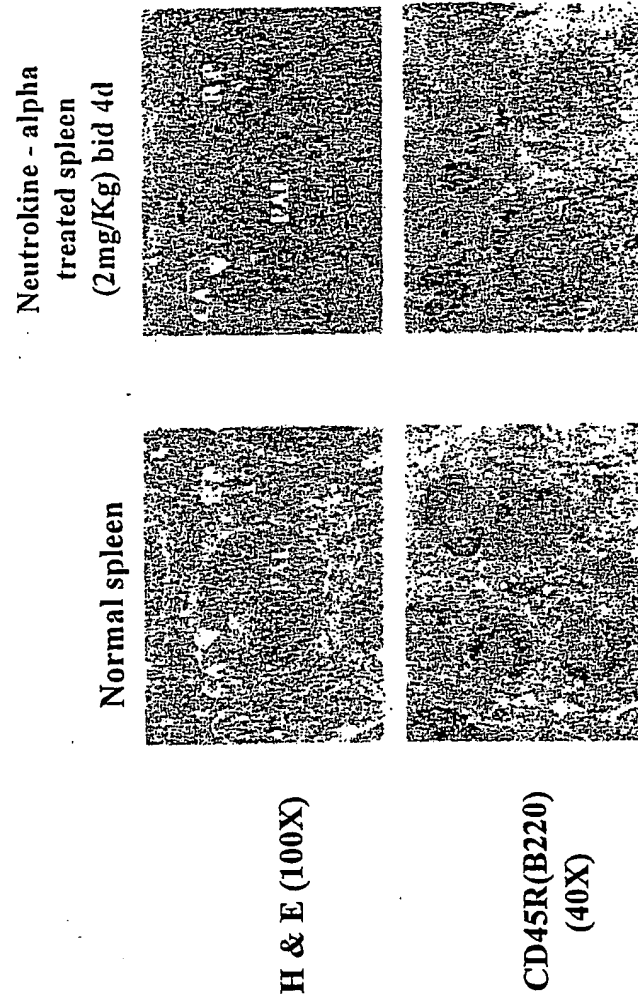 Neutrokine - alpha
treated spleen
(2mg/Kg) bid 4d
Normal spleen
H & E (100X)
CD45R(B220)
(40X)